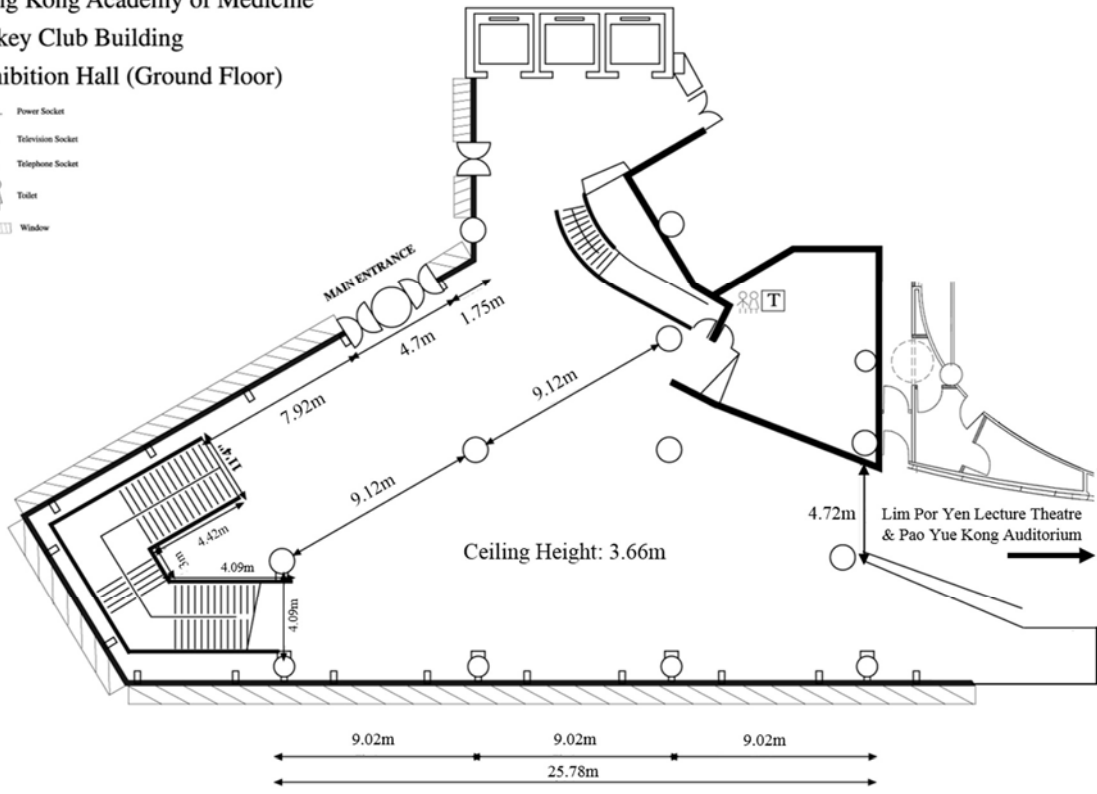 Kong Academy of Medicine
Club Building
(Ground Floor)
Power Socket
Television Socket
Telephone Socket
Toilet
Window
MAIN ENTRANCE
1.75m
4.7m
7.92m
9.12m
9.12m
T
11'4"
4.42m
3m
4.09m
4.09m
Ceiling Height: 3.66m
4.72m
Lim Por Yen Lecture Theatre
& Pao Yue Kong Auditorium
9.02m
9.02m
9.02m
25.78m